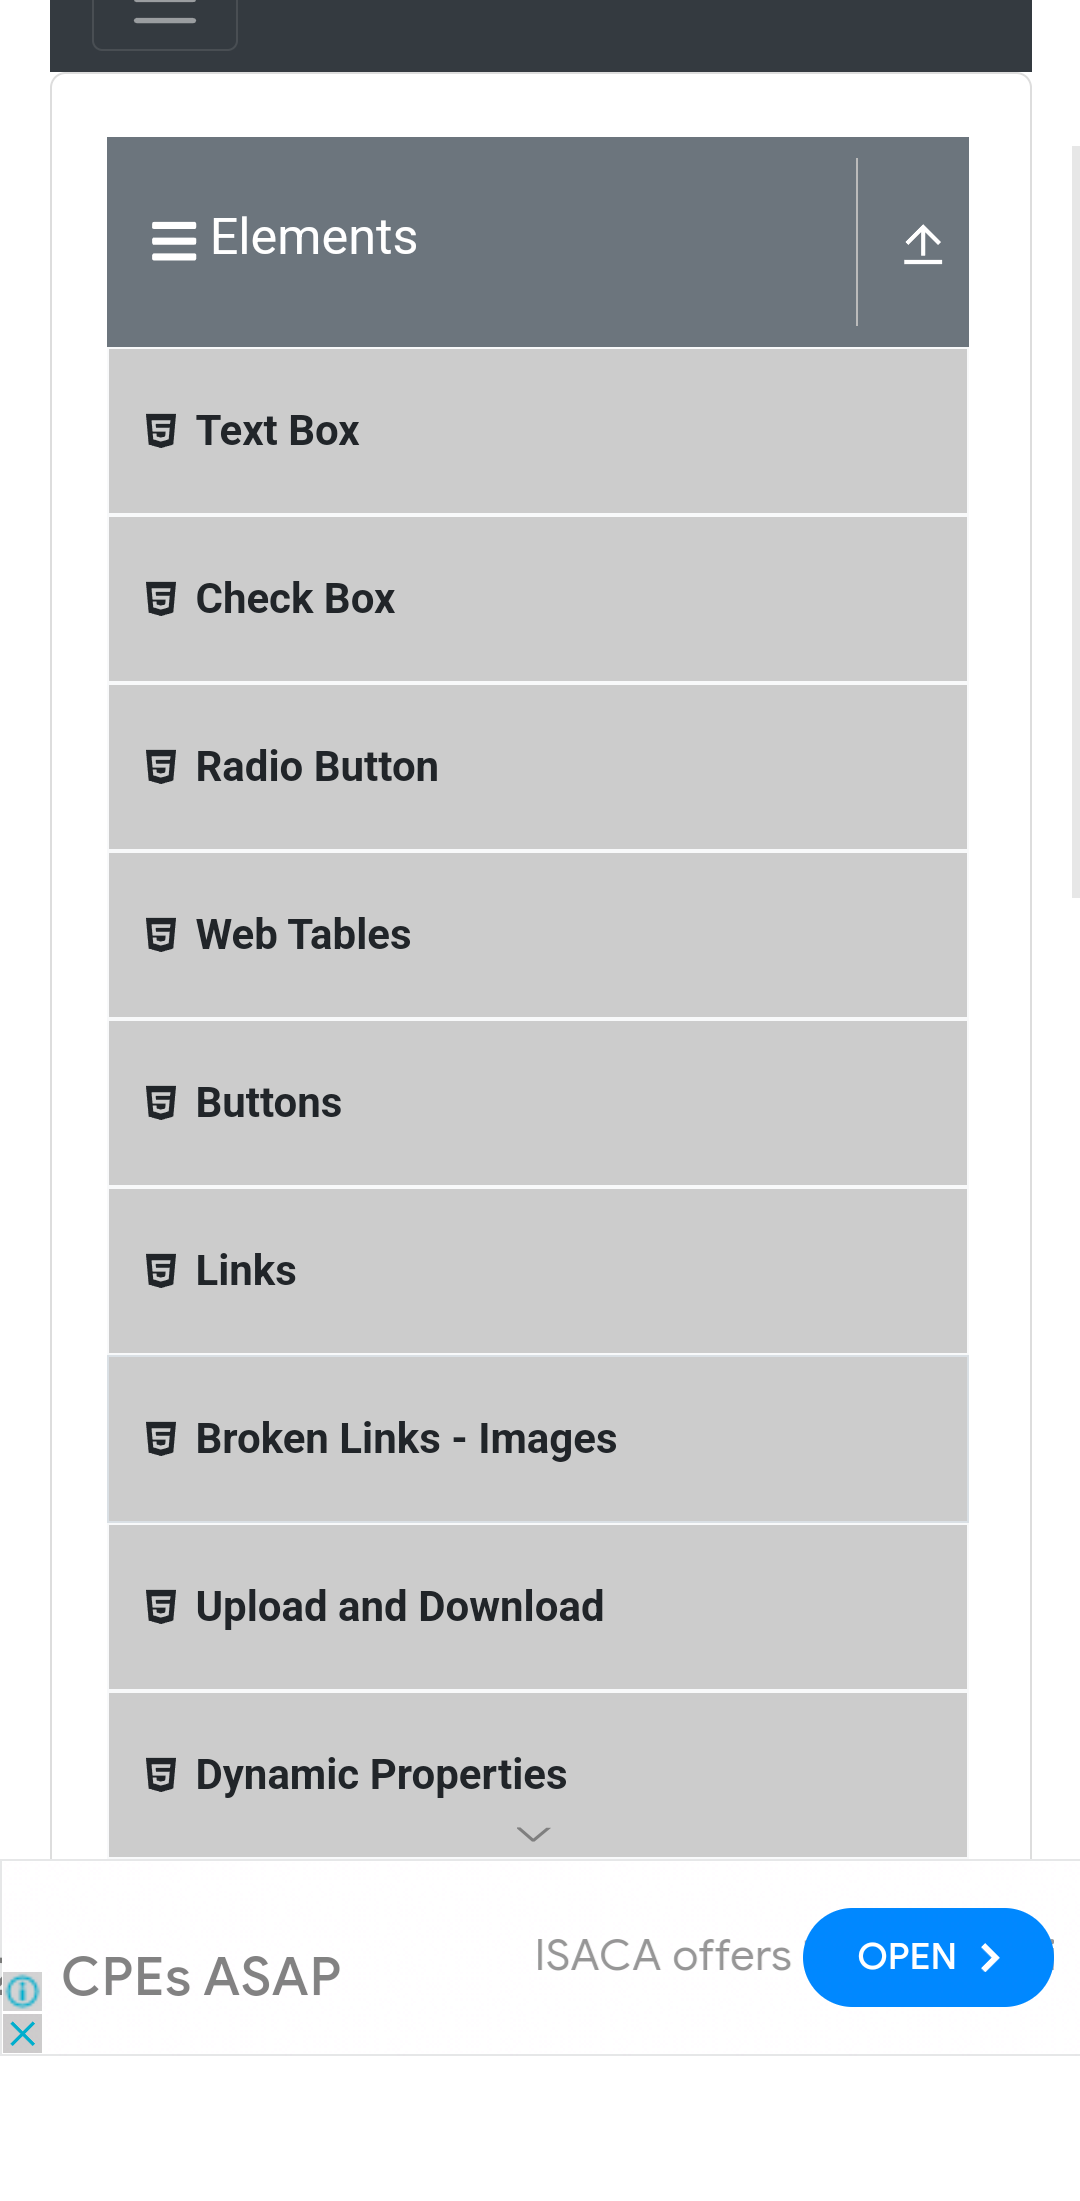 Elements
Text Box
Check Box
Radio Button
Web Tables
Buttons
Links
Broken Links - Images
Upload and Download
Dynamic Properties
CPEs ASAP
ISACA offers
OPEN